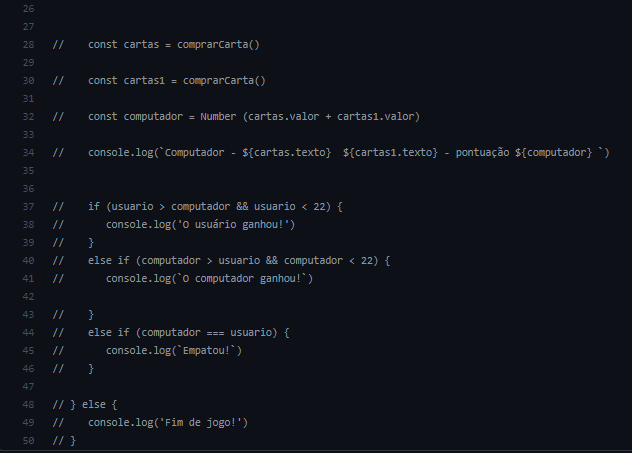 26
27
28 //    const cartas = comprarCarta()
29
30 //    const cartas1 = comprarCarta()
31
32 //    const computador = Number (cartas.valor + cartas1.valor)
33
34 //    console.log(`Computador - ${cartas.texto}  ${cartas1.texto} - pontuação ${computador} `)
35
36
37 //    if (usuario > computador && usuario < 22) {
38 //       console.log('O usuário ganhou!')
39 //    }
40 //    else if (computador > usuario && computador < 22) {
41 //       console.log(`O computador ganhou!`)
42
43 //    }
44 //    else if (computador === usuario) {
45 //       console.log(`Empatou!`)
46 //    }
47
48 // } else {
49 //    console.log('Fim de jogo!')
50 // }